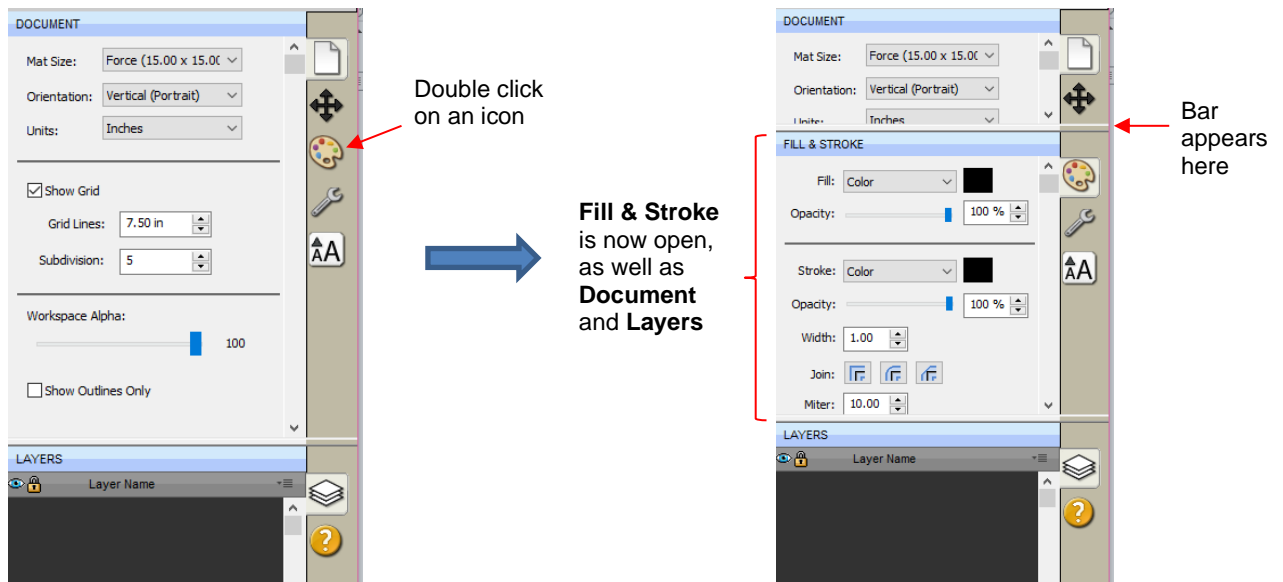 DOCUMENT
Mat Size: Force (15.00 x 15.0(
Orientation: Vertical (Portrait)
Units: Inches
Show Grid
Grid Lines: 7.50 in
Subdivision: 5
Workspace Alpha:
100
Show Outlines Only
LAYERS
Layer Name
AA
Double click
on an icon
Fill & Stroke
is now open,
as well as
Document
and Layers
DOCUMENT
Mat Size: Force (15.00 x 15.0(
Orientation: Vertical (Portrait)
Units: Inches
FILL & STROKE
Fill: Color
Opacity: 100 %
Stroke: Color
Opacity: 100 %
Width: 1.00
Join:
Miter: 10.00
LAYERS
Layer Name
AA
Bar
appears
here